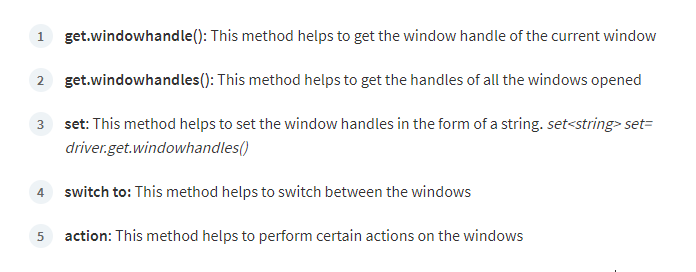 1 get.windowhandle(): This method helps to get the window handle of the current window
2 get.windowhandles(): This method helps to get the handles of all the windows opened
3 set: This method helps to set the window handles in the form of a string. set<string> set=
driver.get.windowhandles()
4 switch to: This method helps to switch between the windows
5 action: This method helps to perform certain actions on the windows